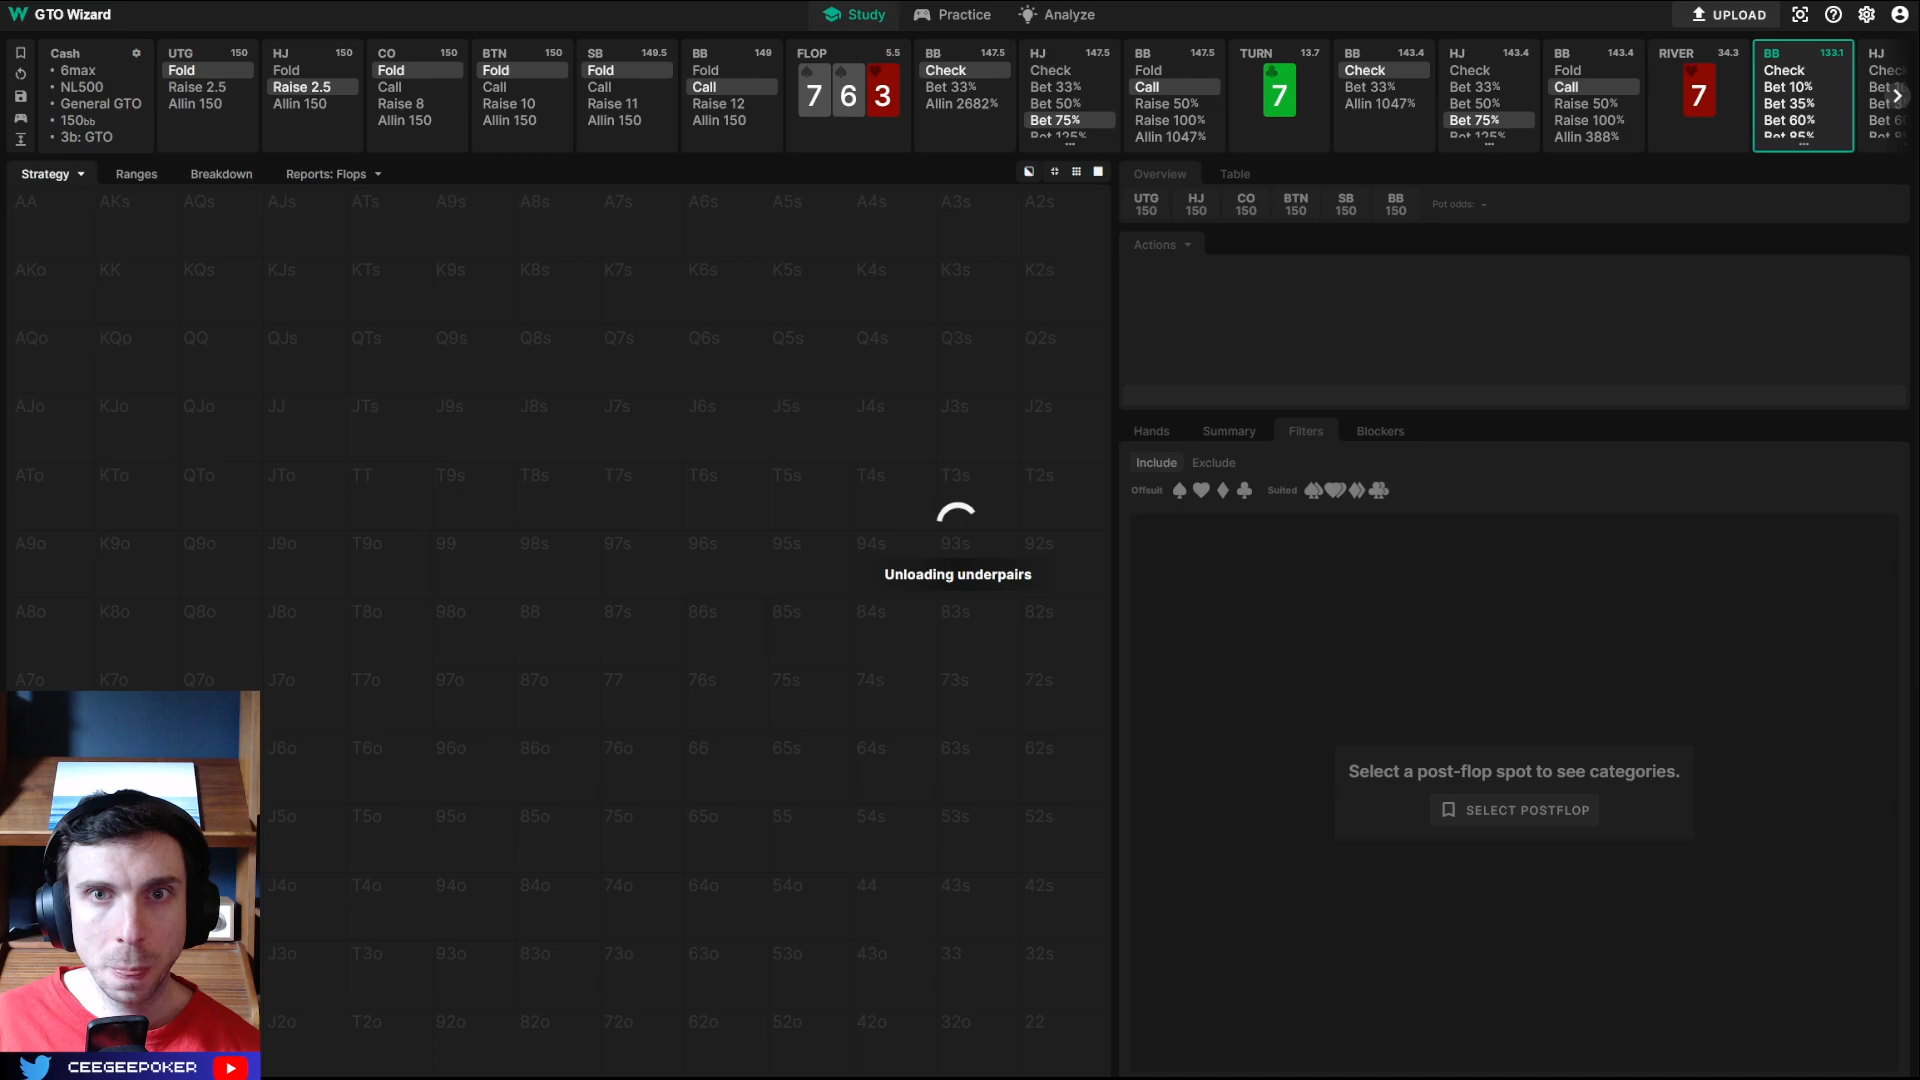 GTO Wizard
Study
Practice
Analyze
UPLOAD
Cash
6max
NL500
General GTO
150bb
3b: GTO
UTG 150
Fold
Raise 2.5
Allin 150
HJ 150
Fold
Raise 2.5
Allin 150
CO 150
Fold
Call
Raise 8
Allin 150
BTN 150
Fold
Call
Raise 10
Allin 150
SB 149.5
Fold
Call
Raise 11
Allin 150
BB 149
Fold
Call
Raise 12
Allin 150
FLOP 5.5
7 6 3
BB 147.5
Check
Bet 33%
Allin 2682%
HJ 147.5
Check
Bet 33%
Bet 50%
Bet 75%
Bet 125%
BB 147.5
Fold
Call
Raise 50%
Raise 100%
Allin 1047%
TURN 13.7
7
BB 143.4
Check
Bet 33%
Allin 1047%
HJ 143.4
Check
Bet 33%
Bet 50%
Bet 75%
Bet 125%
BB 143.4
Fold
Call
Raise 50%
Raise 100%
Allin 388%
RIVER 34.3
7
BB 133.1
Check
Bet 10%
Bet 35%
Bet 60%
Bet 85%
HJ
Strategy Ranges Breakdown Reports: Flops
AA AKs AQs AJs ATs A9s A8s A7s A6s A5s A4s A3s A2s
AKo KK KQs KJs KTs K9s K8s K7s K6s K5s K4s K3s K2s
AQo KQo QQ QJs QTs Q9s Q8s Q7s Q6s Q5s Q4s Q3s Q2s
AJo KJo QJo JJ JTs J9s J8s J7s J6s J5s J4s J3s J2s
ATo KTo QTo JTo TT T9s T8s T7s T6s T5s T4s T3s T2s
A9o K9o Q9o J9o T9o 99 98s 97s 96s 95s 94s 93s 92s
Unloading underpairs
A8o K8o Q8o J8o T8o 98o 88 87s 86s 85s 84s 83s 82s
A7o K7o Q7o J7o T7o 97o 87o 77 76s 75s 74s 73s 72s
J6o T6o 96o 86o 76o 66 65s 64s 63s 62s
J5o T5o 95o 85o 75o 65o 55 54s 53s 52s
J4o T4o 94o 84o 74o 64o 54o 44 43s 42s
J3o T3o 93o 83o 73o 63o 53o 43o 33 32s
J2o T2o 92o 82o 72o 62o 52o 42o 32o 22
Overview Table
UTG HJ CO BTN SB BB Pot odds: –
150 150 150 150 150 150
Actions
Hands Summary Filters Blockers
Include Exclude
Offsuit Suited
Select a post-flop spot to see categories.
SELECT POSTFLOP
CEEGEEPOKER